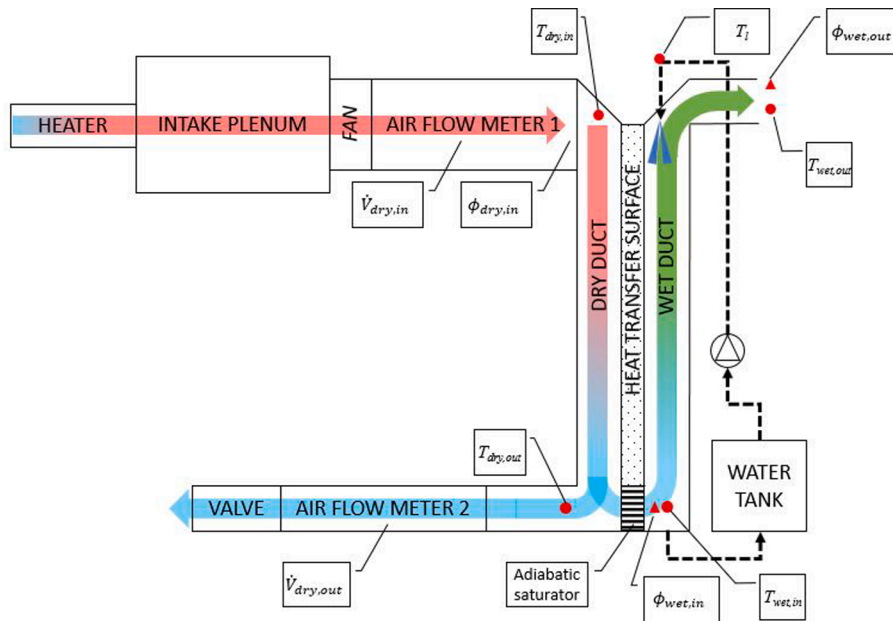 T_dry,in
T_l
ϕ_wet,out
HEATER
INTAKE PLENUM
FAN
AIR FLOW METER 1
T_wet,out
V̇_dry,in
ϕ_dry,in
DRY DUCT
HEAT TRANSFER SURFACE
WET DUCT
T_dry,out
WATER
TANK
VALVE
AIR FLOW METER 2
V̇_dry,out
Adiabatic
saturator
ϕ_wet,in
T_wet,in